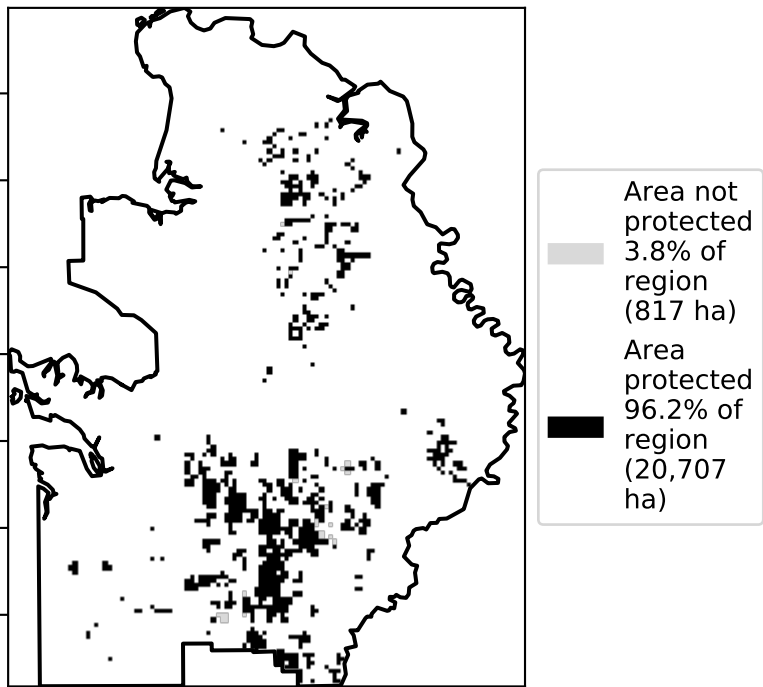 Area not
protected
3.8% of
region
(817 ha)
Area
protected
96.2% of
region
(20,707
ha)